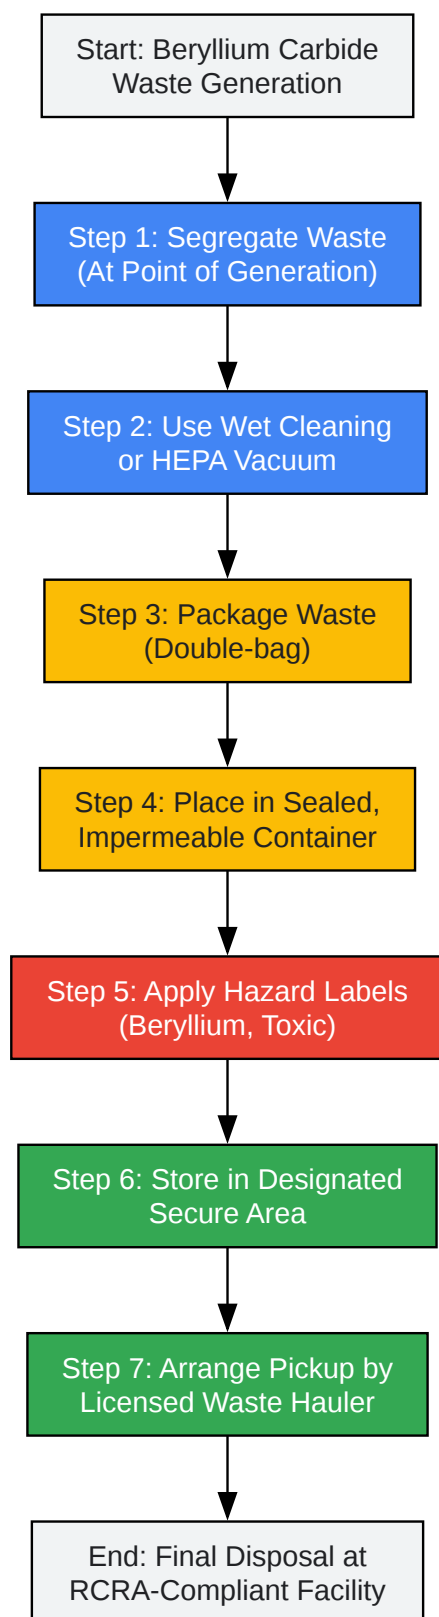 Start: Beryllium Carbide
Waste Generation
Step 1: Segregate Waste
(At Point of Generation)
Step 2: Use Wet Cleaning
or HEPA Vacuum
Step 3: Package Waste
(Double-bag)
Step 4: Place in Sealed,
Impermeable Container
Step 5: Apply Hazard Labels
(Beryllium, Toxic)
Step 6: Store in Designated
Secure Area
Step 7: Arrange Pickup by
Licensed Waste Hauler
End: Final Disposal at
RCRA-Compliant Facility